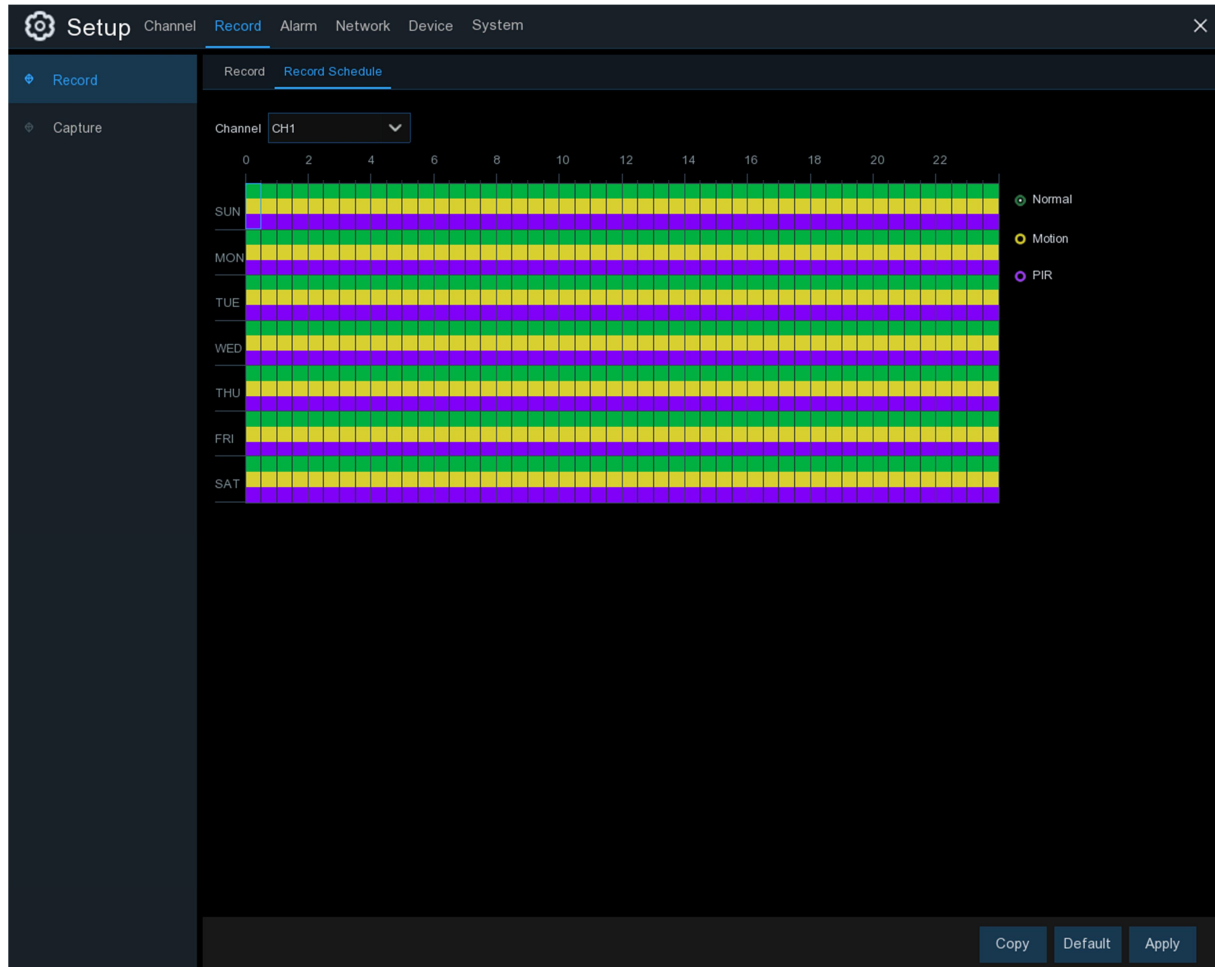 Setup Channel Record Alarm Network Device System
Record Record Record Schedule
Capture
Channel CH1
0 2 4 6 8 10 12 14 16 18 20 22
SUN
Normal
Motion
MON
PIR
TUE
WED
THU
FRI
SAT
Copy Default Apply